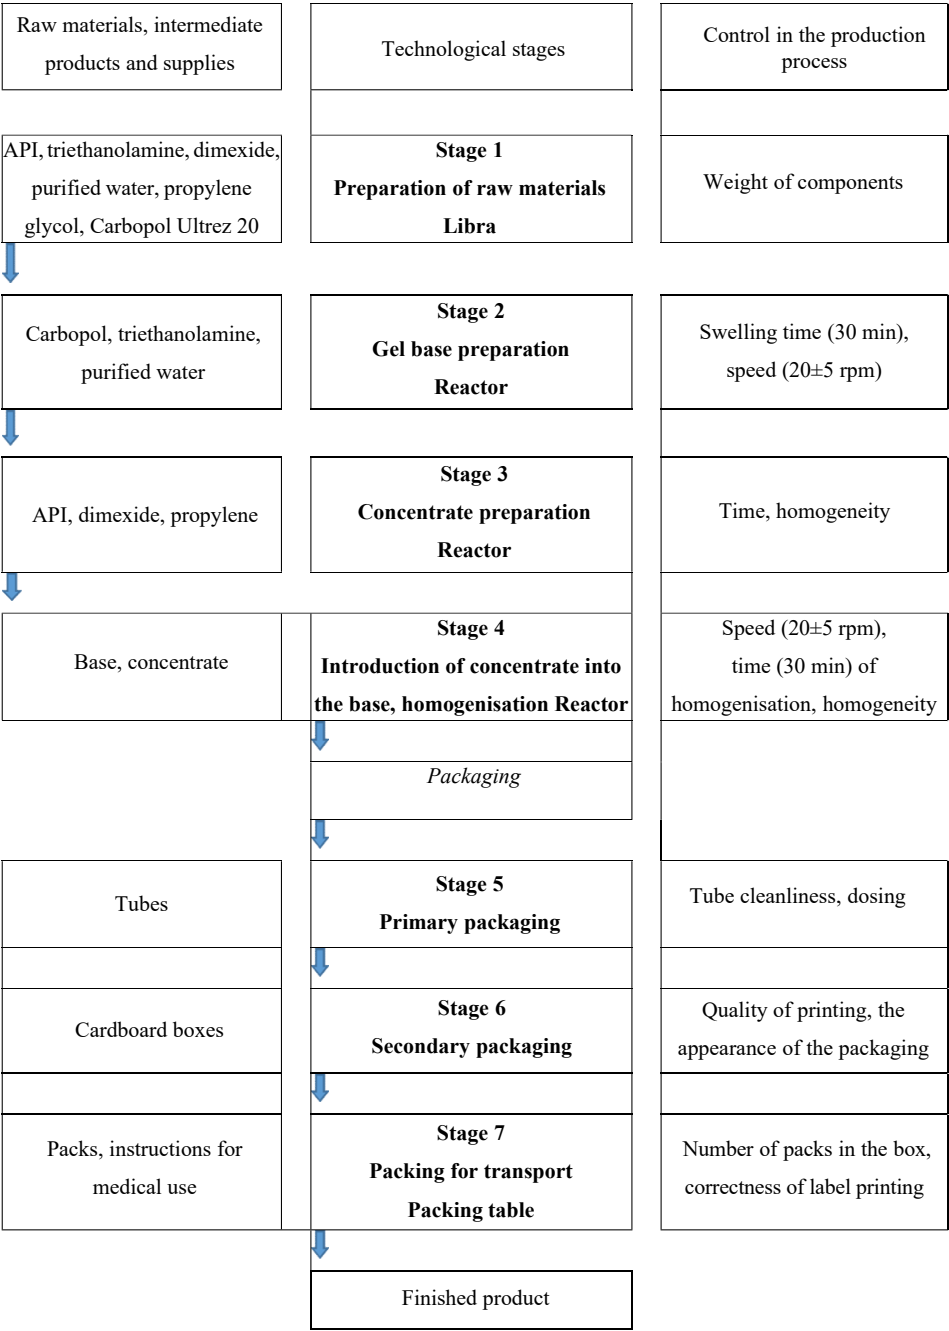 Raw materials, intermediate
products and supplies
Technological stages
Control in the production
process
API, triethanolamine, dimexide,
purified water, propylene
glycol, Carbopol Ultrez 20
Stage 1
Preparation of raw materials
Libra
Weight of components
Carbopol, triethanolamine,
purified water
Stage 2
Gel base preparation
Reactor
Swelling time (30 min),
speed (20±5 rpm)
API, dimexide, propylene
Stage 3
Concentrate preparation
Reactor
Time, homogeneity
Base, concentrate
Stage 4
Introduction of concentrate into
the base, homogenisation Reactor
Speed (20±5 rpm),
time (30 min) of
homogenisation, homogeneity
Packaging
Tubes
Stage 5
Primary packaging
Tube cleanliness, dosing
Cardboard boxes
Stage 6
Secondary packaging
Quality of printing, the
appearance of the packaging
Packs, instructions for
medical use
Stage 7
Packing for transport
Packing table
Number of packs in the box,
correctness of label printing
Finished product